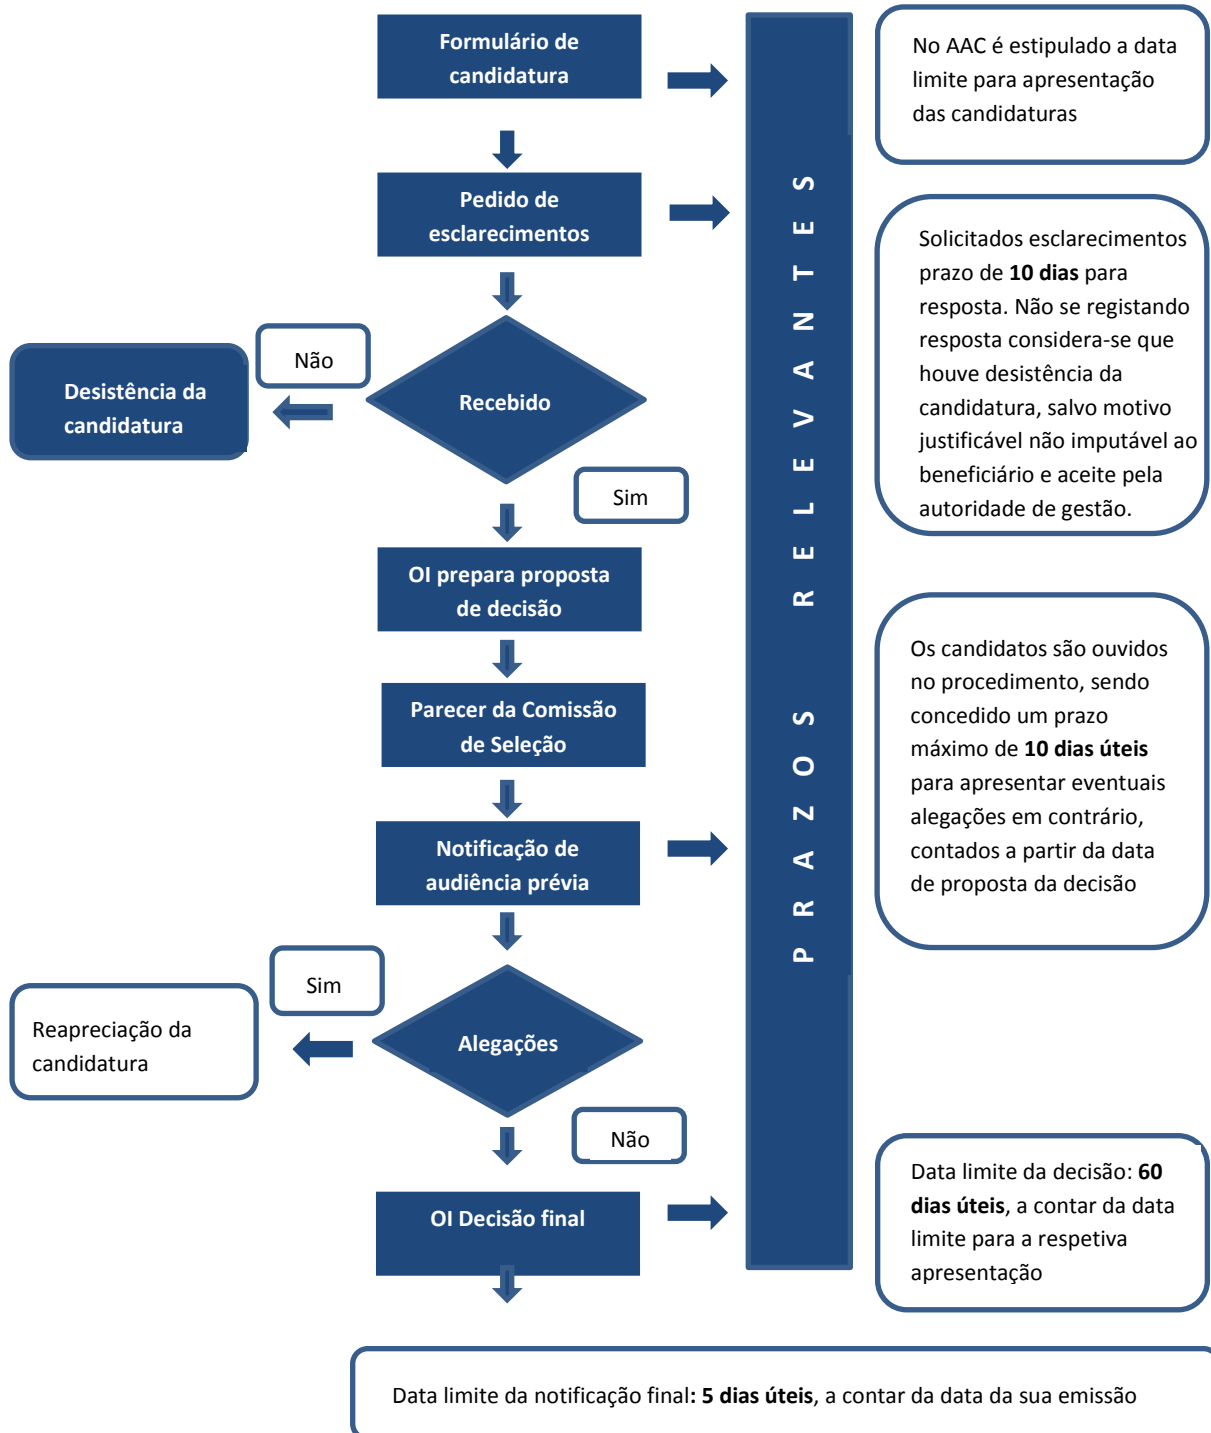 Formulário de
candidatura
No AAC é estipulado a data
limite para apresentação
das candidaturas
Pedido de
esclarecimentos
Solicitados esclarecimentos
prazo de 10 dias para
resposta. Não se registando
resposta considera-se que
houve desistência da
candidatura, salvo motivo
justificável não imputável ao
beneficiário e aceite pela
autoridade de gestão.
Não
Desistência da
candidatura
Recebido
Sim
PRAZOS RELEVANTES
OI prepara proposta
de decisão
Parecer da Comissão
de Seleção
Os candidatos são ouvidos
no procedimento, sendo
concedido um prazo
máximo de 10 dias úteis
para apresentar eventuais
alegações em contrário,
contados a partir da data
de proposta da decisão
Notificação de
audiência prévia
Sim
Reapreciação da
candidatura
Alegações
Não
OI Decisão final
Data limite da decisão: 60
dias úteis, a contar da data
limite para a respetiva
apresentação
Data limite da notificação final: 5 dias úteis, a contar da data da sua emissão